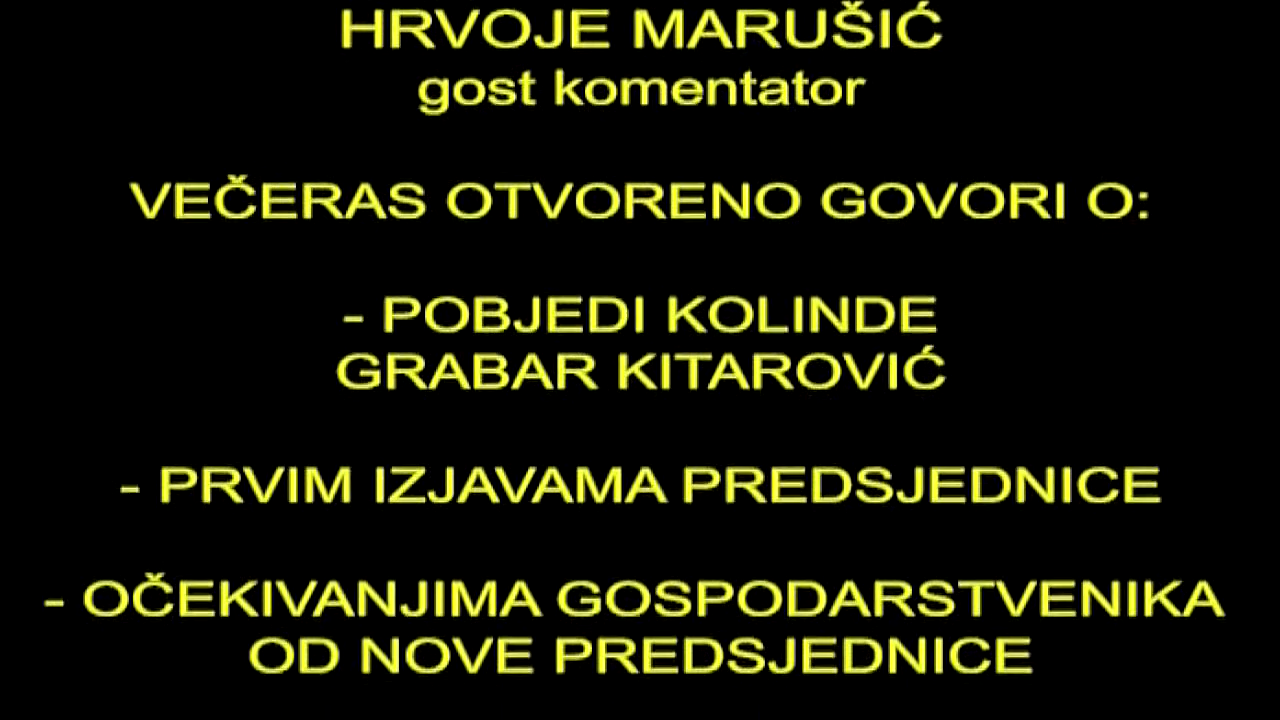 HRVOJE MARUŠIĆ
gost komentator
VEČERAS OTVORENO GOVORI O:
- POBJEDI KOLINDE
GRABAR KITAROVIĆ
- PRVIM IZJAVAMA PREDSJEDNICE
- OČEKIVANJIMA GOSPODARSTVENIKA
OD NOVE PREDSJEDNICE